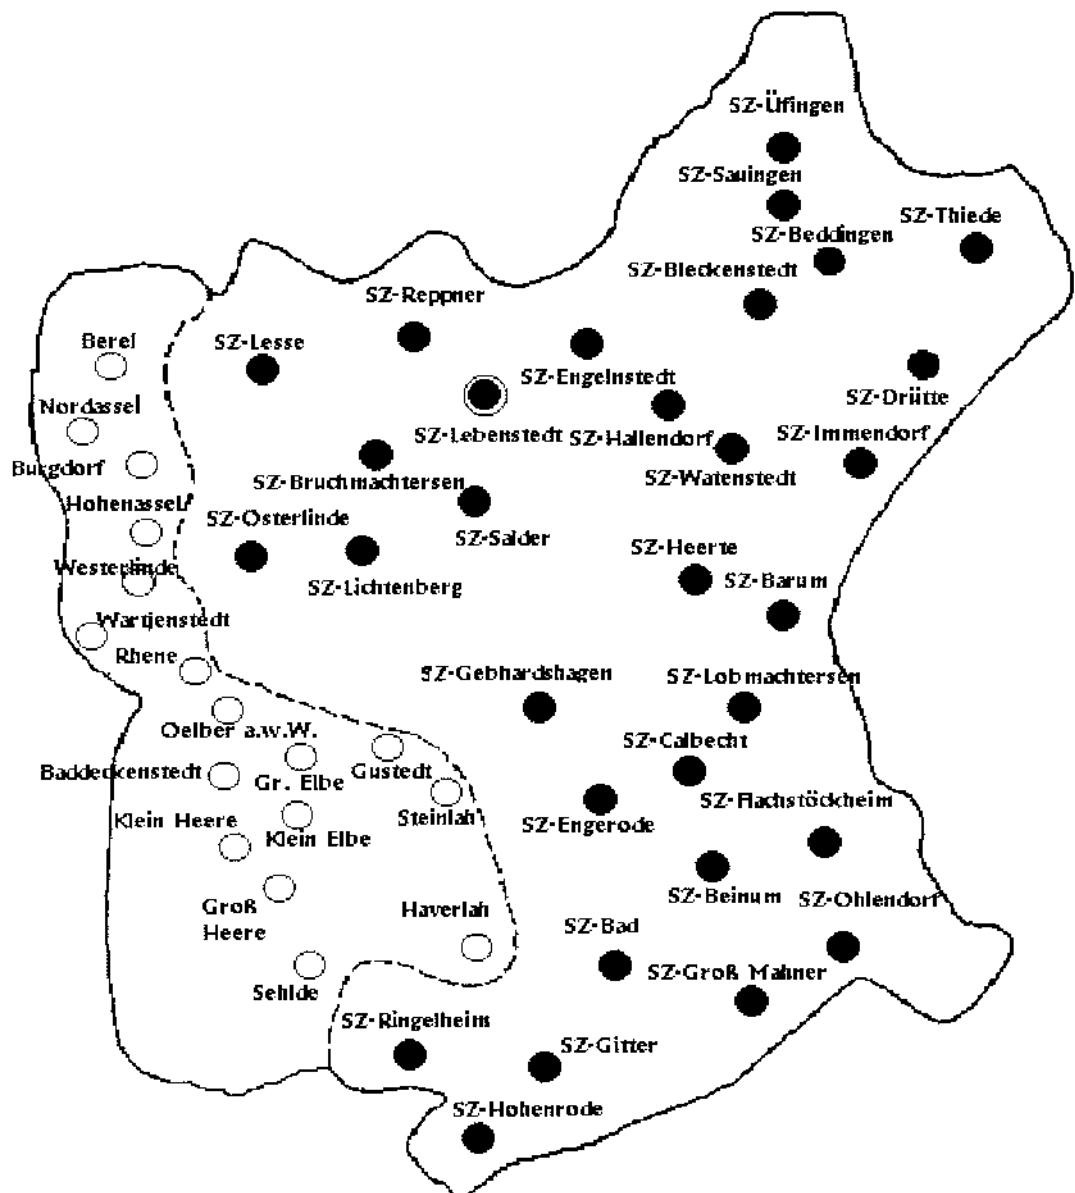 SZ-Üfingen
SZ-Sauingen
SZ-Thiede
SZ-Beddingen
SZ-Bleckenstedt
SZ-Reppner
Berel
SZ-Lesse
SZ-Engelnstedt
SZ-Drütte
Nordassel
SZ-Lebenstedt
SZ-Hallendorf
SZ-Immendorf
Burgdorf
SZ-Bruchmachtersen
SZ-Watenstedt
Hohenassel
SZ-Osterlinde
SZ-Salder
SZ-Heerte
Westerlinde
SZ-Lichtenberg
SZ-Barum
Wartjenstedt
Rhene
SZ-Gebhardshagen
SZ-Lobmachtersen
Oelber a.w.W.
SZ-Calbecht
Baddeckenstedt
Gr. Elbe
Gustedt
SZ-Flachstöckheim
Klein Heere
Klein Elbe
Steinlah
SZ-Engerode
Groß
Heere
Haverlah
SZ-Beinum
SZ-Ohlendorf
SZ-Bad
SZ-Groß Mahner
Sehlde
SZ-Ringelheim
SZ-Gitter
SZ-Hohenrode